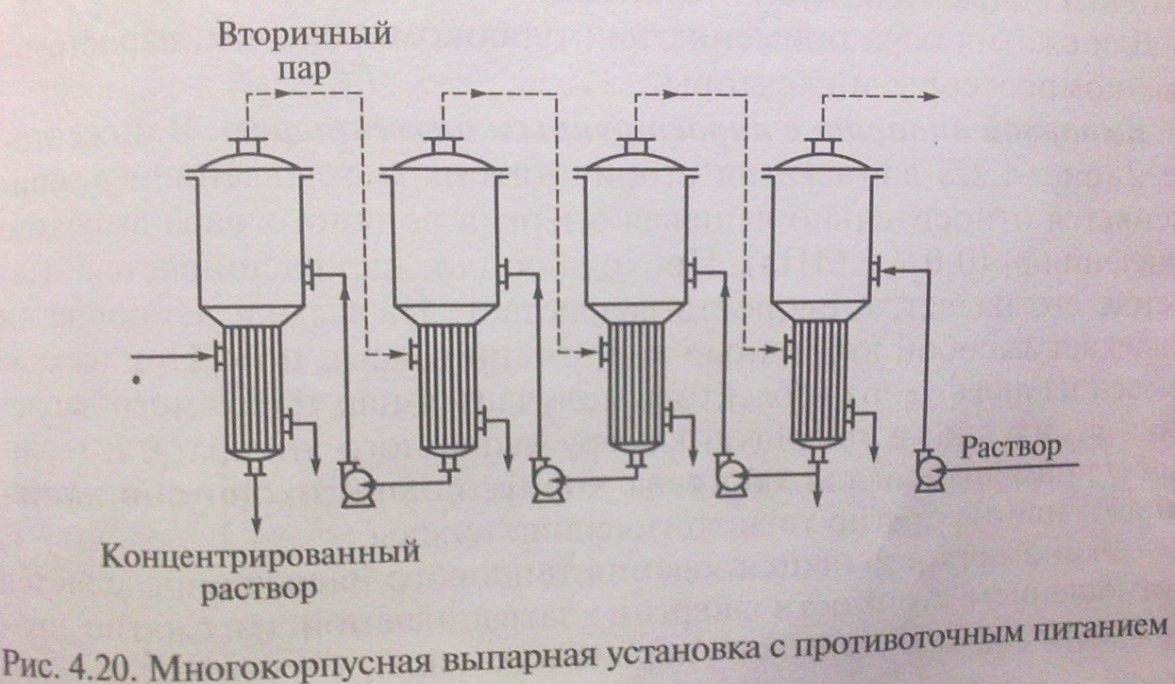 Вторичный
пар
Раствор
Концентрированный
раствор
Рис. 4.20. Многокорпусная выпарная установка с противоточным питанием